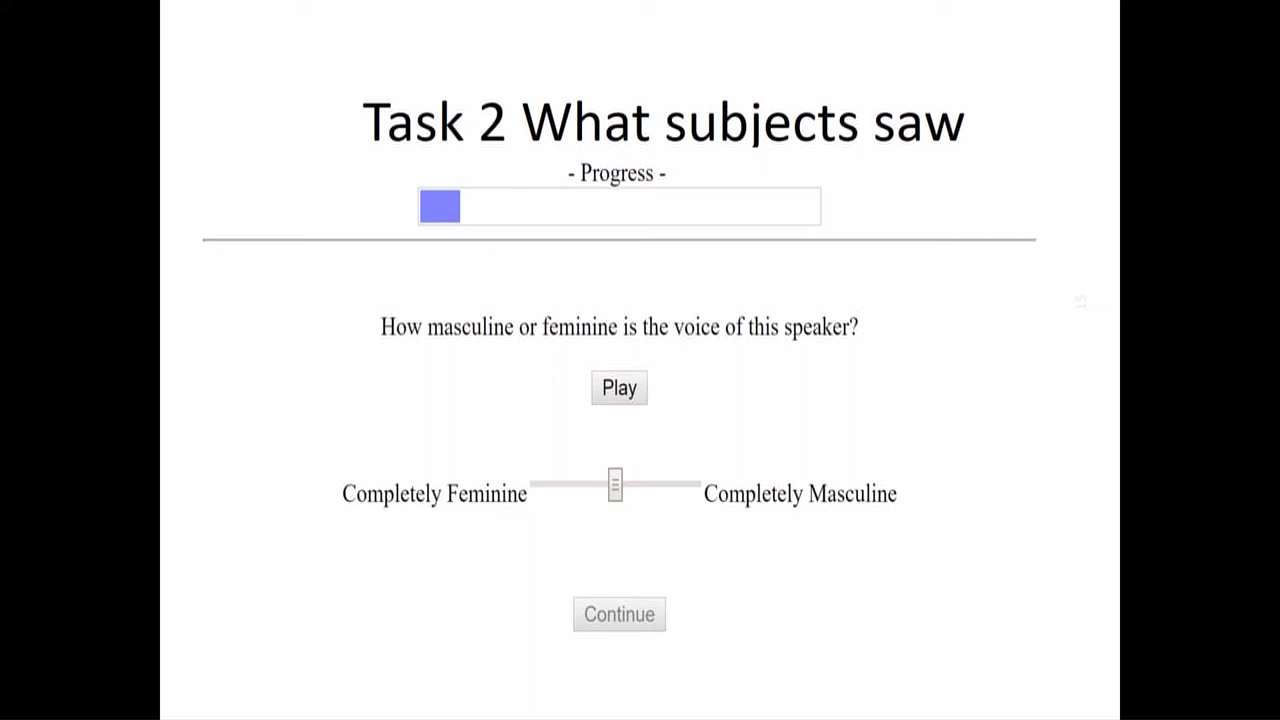 Task 2 What subjects saw
- Progress -
How masculine or feminine is the voice of this speaker?
Play
Completely Feminine
Completely Masculine
Continue
15